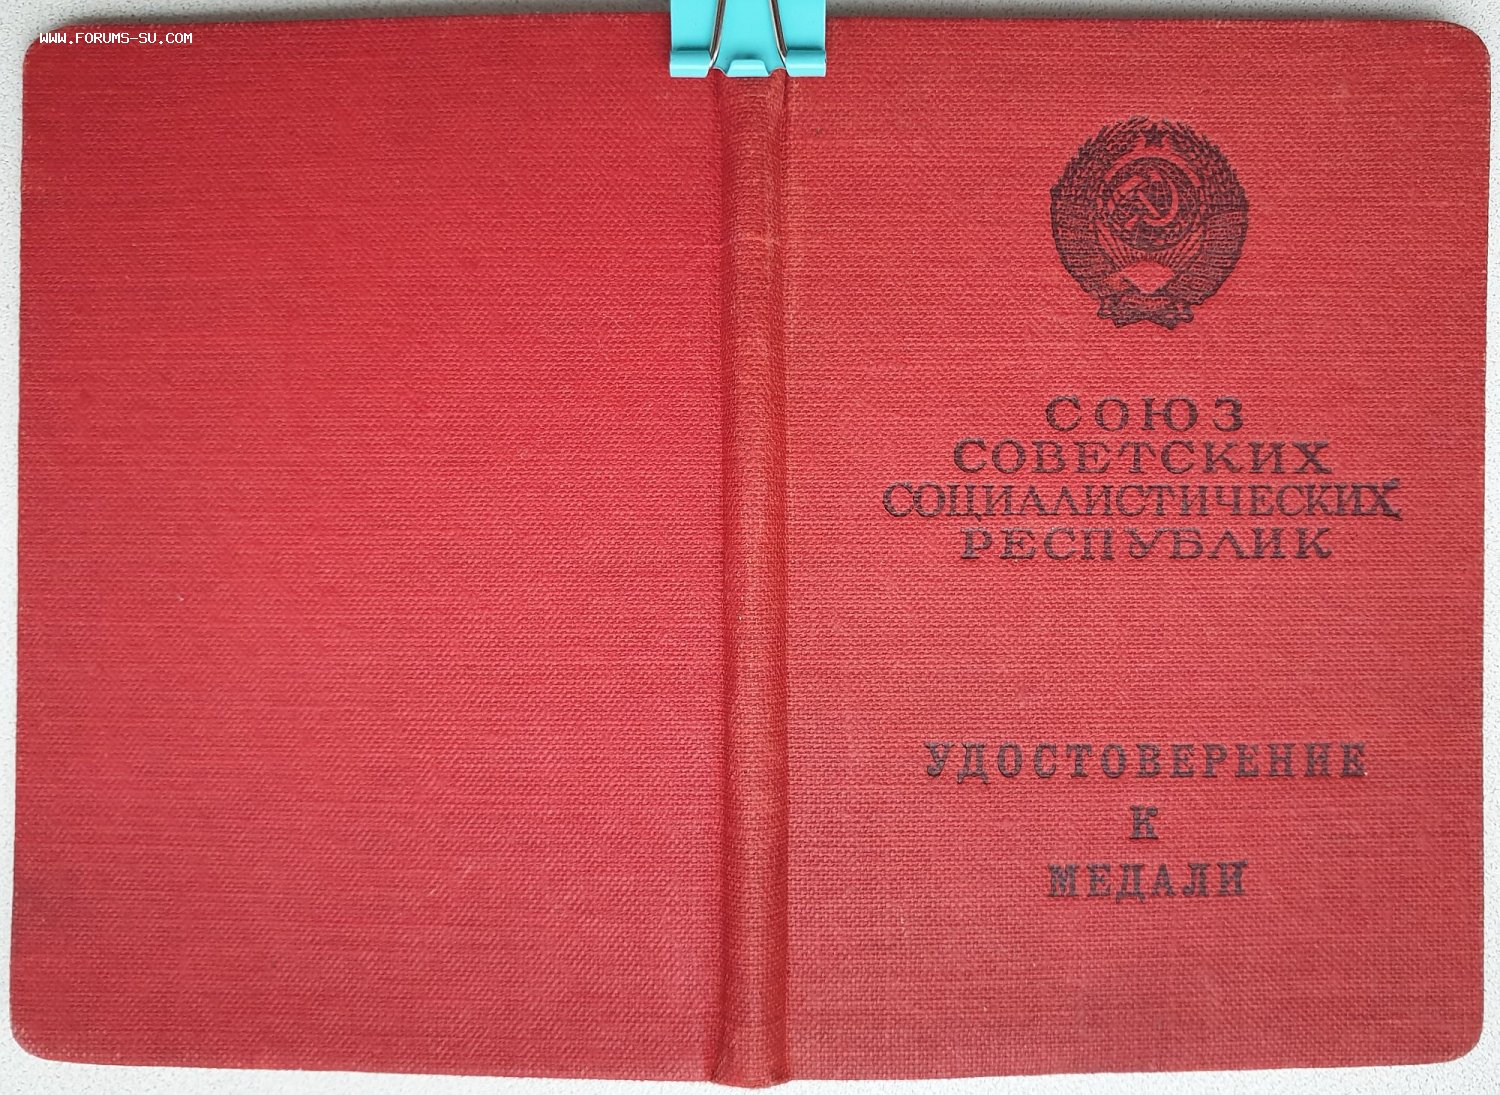 WWW.FORUMS-SU.COM
СОЮЗ
СОВЕТСКИХ
СОЦИАЛИСТИЧЕСКИХ
РЕСПУБЛИК
УДОСТОВЕРЕНИЕ
К
МЕДАЛИ